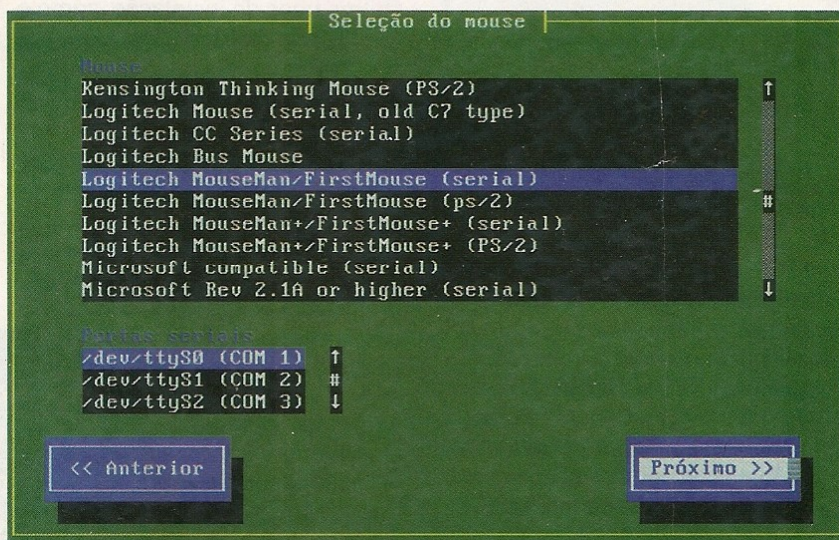 Seleção do mouse
Mouse
Kensington Thinking Mouse (PS/2)
Logitech Mouse (serial, old C7 type)
Logitech CC Series (serial)
Logitech Bus Mouse
Logitech MouseMan/FirstMouse (serial)
Logitech MouseMan/FirstMouse (ps/2)
Logitech MouseMan+/FirstMouse+ (serial)
Logitech MouseMan+/FirstMouse+ (PS/2)
Microsoft compatible (serial)
Microsoft Rev 2.1A or higher (serial)
Portas seriais
/dev/ttyS0 (COM 1)
/dev/ttyS1 (COM 2)
/dev/ttyS2 (COM 3)
<< Anterior
Próximo >>